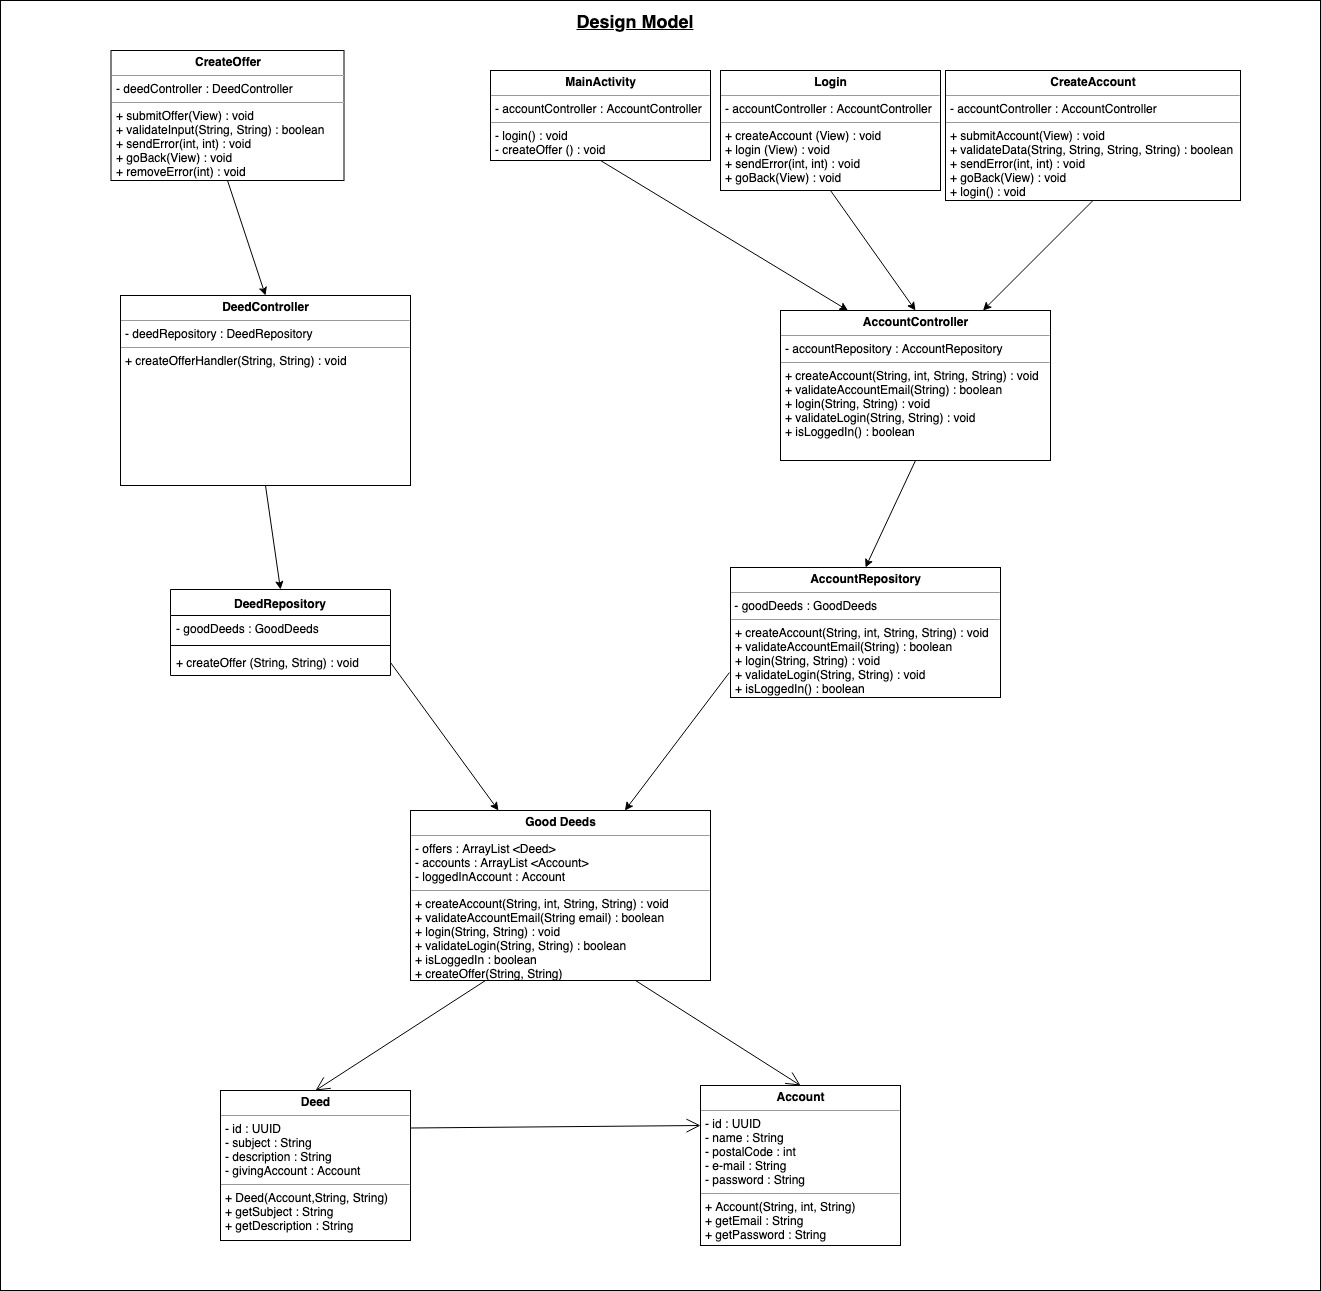 Design Model
CreateOffer
- deedController : DeedController
+ submitOffer(View) : void
+ validateInput(String, String) : boolean
+ sendError(int, int) : void
+ goBack(View) : void
+ removeError(int) : void
MainActivity
- accountController : AccountController
- login() : void
- createOffer () : void
Login
- accountController : AccountController
+ createAccount (View) : void
+ login (View) : void
+ sendError(int, int) : void
+ goBack(View) : void
CreateAccount
- accountController : AccountController
+ submitAccount(View) : void
+ validateData(String, String, String, String) : boolean
+ sendError(int, int) : void
+ goBack(View) : void
+ login() : void
DeedController
- deedRepository : DeedRepository
+ createOfferHandler(String, String) : void
AccountController
- accountRepository : AccountRepository
+ createAccount(String, int, String, String) : void
+ validateAccountEmail(String) : boolean
+ login(String, String) : void
+ validateLogin(String, String) : void
+ isLoggedIn() : boolean
DeedRepository
- goodDeeds : GoodDeeds
+ createOffer (String, String) : void
AccountRepository
- goodDeeds : GoodDeeds
+ createAccount(String, int, String, String) : void
+ validateAccountEmail(String) : boolean
+ login(String, String) : void
+ validateLogin(String, String) : void
+ isLoggedIn() : boolean
Good Deeds
- offers : ArrayList <Deed>
- accounts : ArrayList <Account>
- loggedInAccount : Account
+ createAccount(String, int, String, String) : void
+ validateAccountEmail(String email) : boolean
+ login(String, String) : void
+ validateLogin(String, String) : boolean
+ isLoggedIn : boolean
+ createOffer(String, String)
Deed
- id : UUID
- subject : String
- description : String
- givingAccount : Account
+ Deed(Account,String, String)
+ getSubject : String
+ getDescription : String
Account
- id : UUID
- name : String
- postalCode : int
- e-mail : String
- password : String
+ Account(String, int, String)
+ getEmail : String
+ getPassword : String